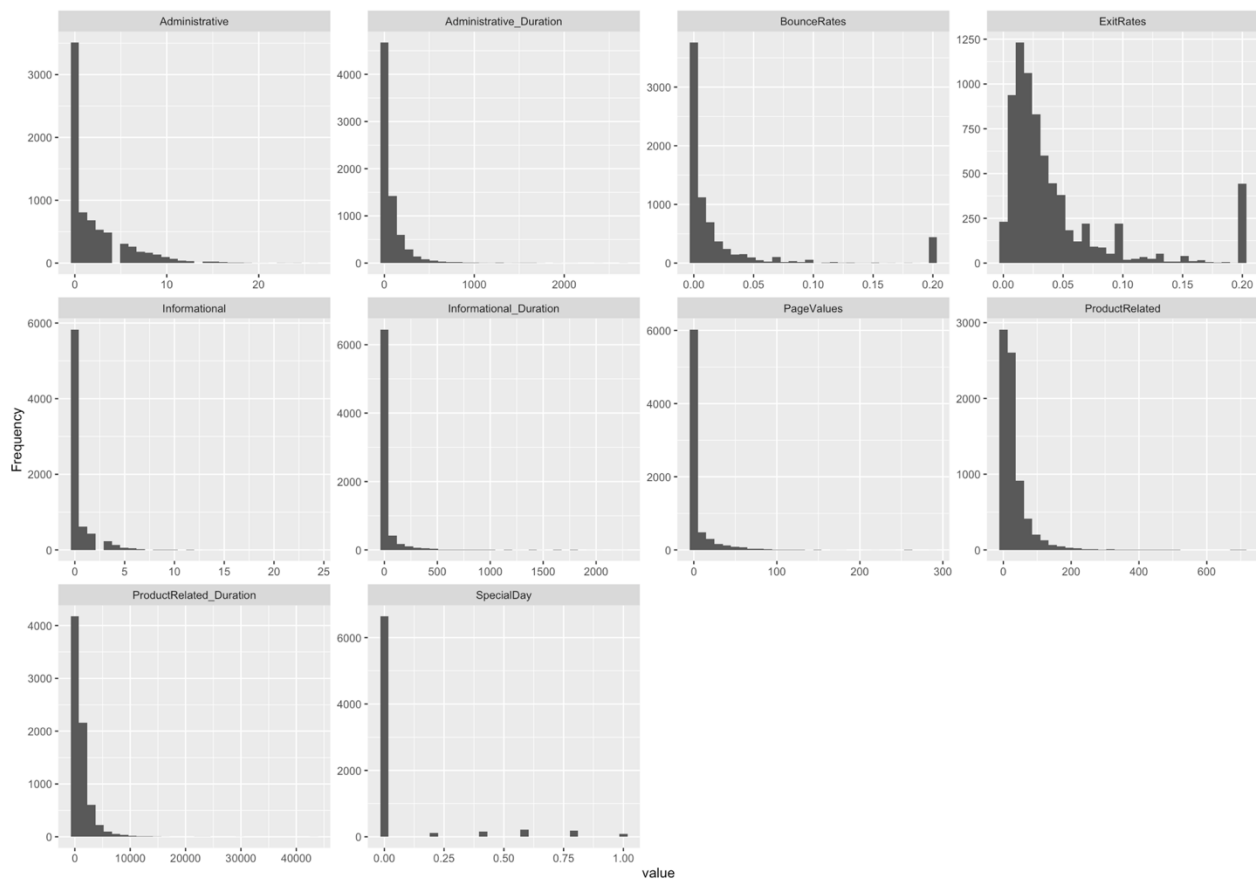 Administrative
Administrative_Duration
BounceRates
ExitRates
3000
2000
1000
0
0 10 20
4000
3000
2000
1000
0
0 1000 2000
3000
2000
1000
0
0.00 0.05 0.10 0.15 0.20
1250
1000
750
500
250
0
0.00 0.05 0.10 0.15 0.20
Informational
Informational_Duration
PageValues
ProductRelated
6000
4000
2000
0
0 5 10 15 20 25
6000
4000
2000
0
0 500 1000 1500 2000
6000
4000
2000
0
0 100 200 300
3000
2000
1000
0
0 200 400 600
ProductRelated_Duration
SpecialDay
4000
3000
2000
1000
0
0 10000 20000 30000 40000
6000
4000
2000
0
0.00 0.25 0.50 0.75 1.00
Frequency
value